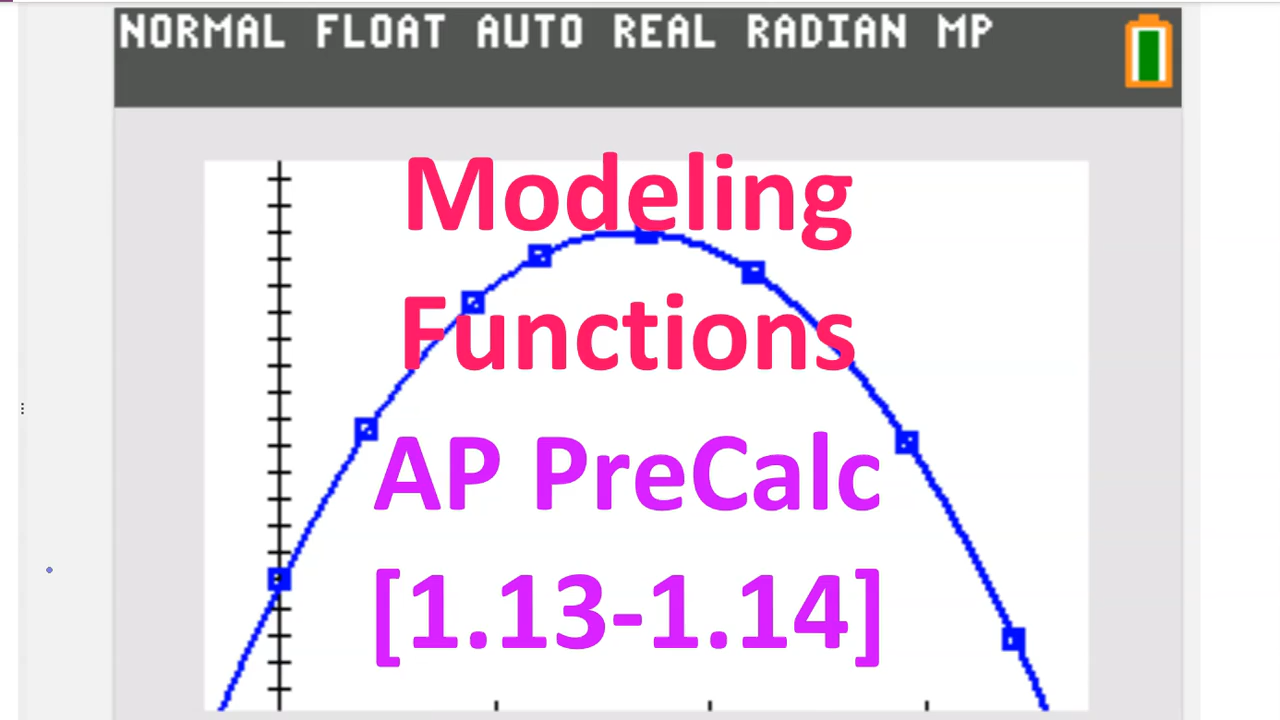 NORMAL FLOAT AUTO REAL RADIAN MP
Modeling
Functions
AP PreCalc
[1.13-1.14]